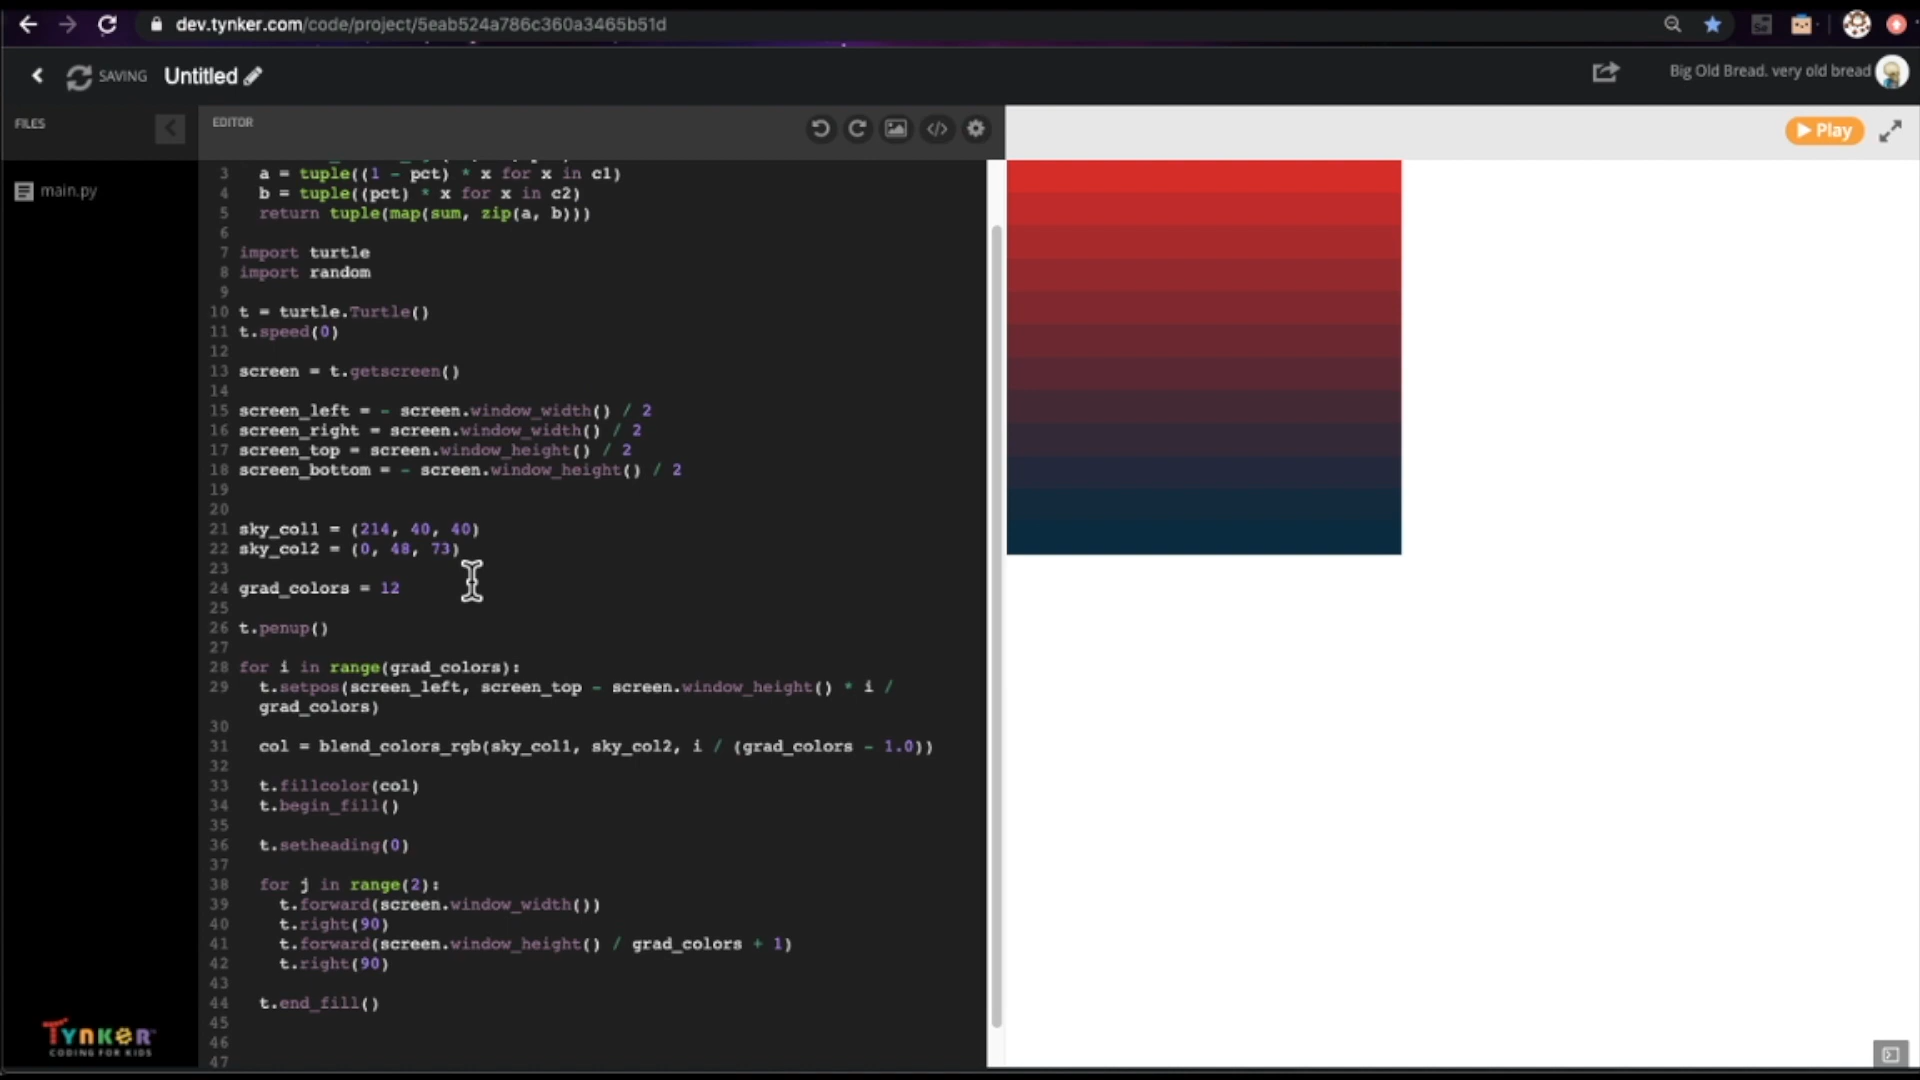 dev.tynker.com/code/project/5eab524a786c360a3465b51d
SAVING Untitled
Big Old Bread. very old bread
FILES
EDITOR
Play
main.py
3 a = tuple((1 - pct) * x for x in c1)
4 b = tuple((pct) * x for x in c2)
5 return tuple(map(sum, zip(a, b)))
6
7 import turtle
8 import random
9
10 t = turtle.Turtle()
11 t.speed(0)
12
13 screen = t.getscreen()
14
15 screen_left = - screen.window_width() / 2
16 screen_right = screen.window_width() / 2
17 screen_top = screen.window_height() / 2
18 screen_bottom = - screen.window_height() / 2
19
20
21 sky_col1 = (214, 40, 40)
22 sky_col2 = (0, 48, 73)
23
24 grad_colors = 12
25
26 t.penup()
27
28 for i in range(grad_colors):
29 t.setpos(screen_left, screen_top - screen.window_height() * i /
grad_colors)
30
31 col = blend_colors_rgb(sky_col1, sky_col2, i / (grad_colors - 1.0))
32
33 t.fillcolor(col)
34 t.begin_fill()
35
36 t.setheading(0)
37
38 for j in range(2):
39 t.forward(screen.window_width())
40 t.right(90)
41 t.forward(screen.window_height() / grad_colors + 1)
42 t.right(90)
43
44 t.end_fill()
45
46
47
TYNKER
CODING FOR KIDS